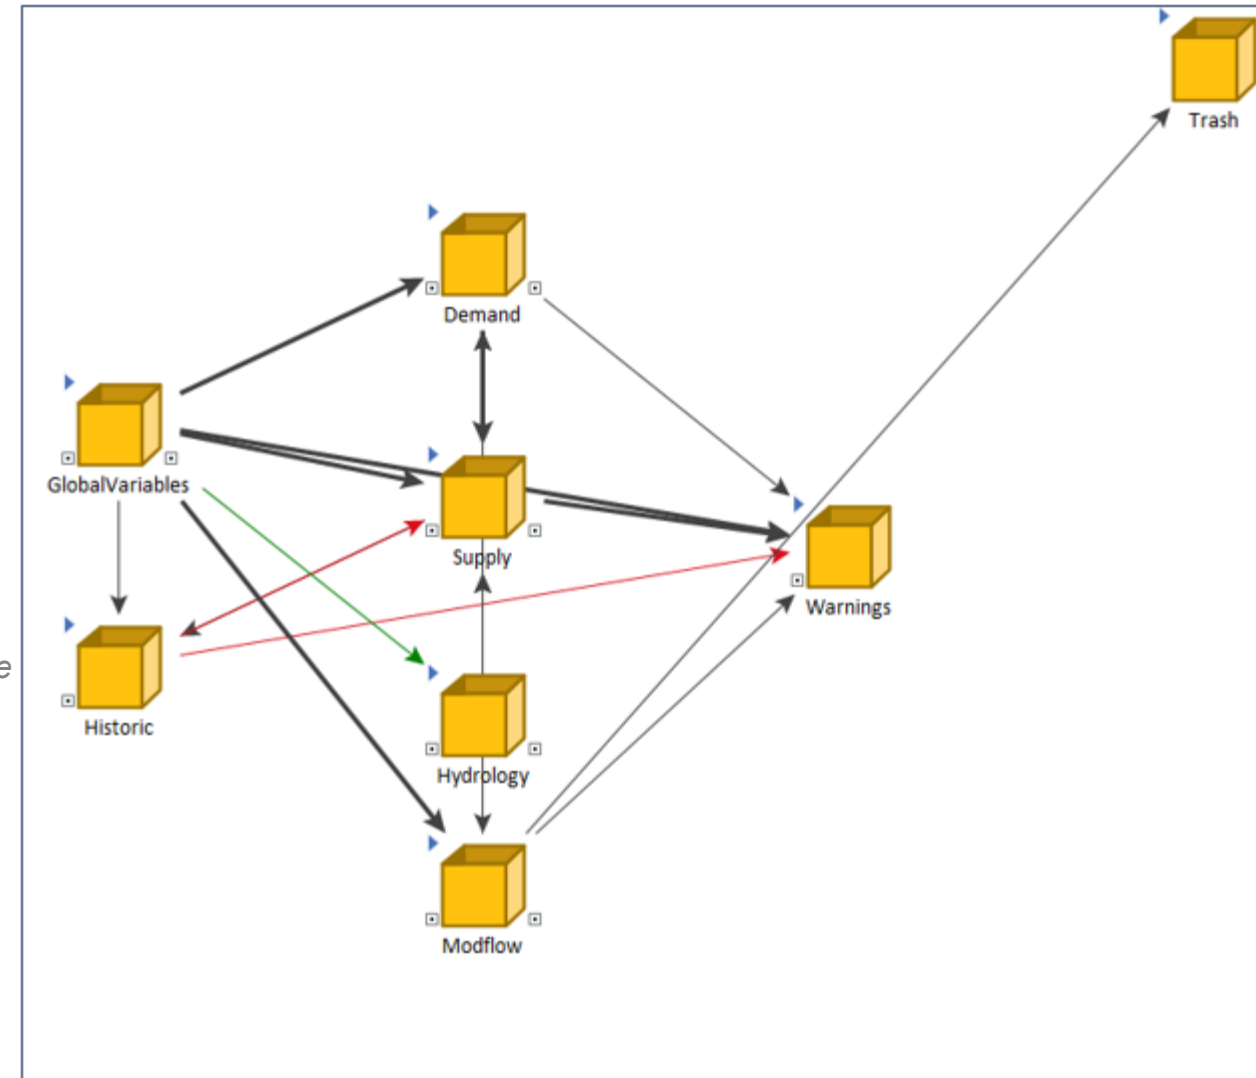 Trash
Demand
GlobalVariables
Supply
Warnings
e
Historic
Hydrology
Modflow